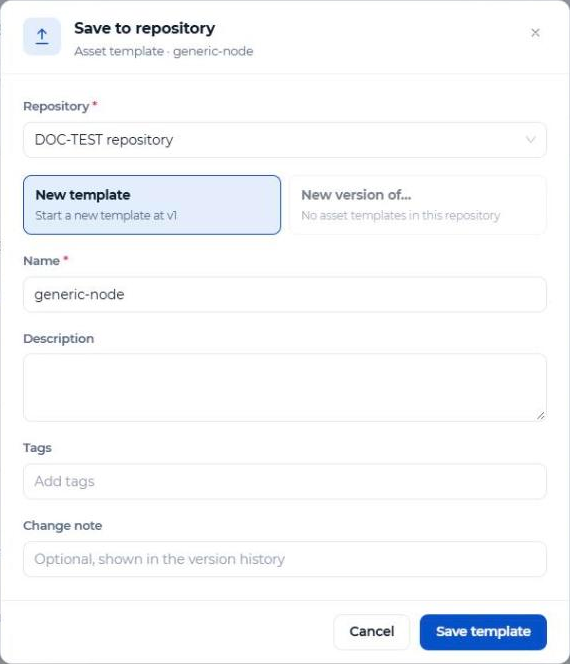 Save to repository
Asset template · generic-node
Repository *
DOC-TEST repository
New template
Start a new template at v1
New version of...
No asset templates in this repository
Name *
generic-node
Description
Tags
Add tags
Change note
Optional, shown in the version history
Cancel
Save template